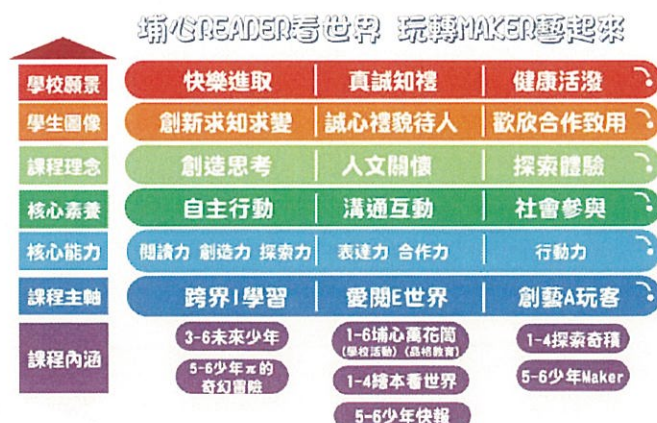 埔心READER看世界 玩轉MAKER藝起來
學校願景 快樂進取 真誠知禮 健康活潑
學生圖像 創新求知求變 誠心禮貌待人 歡欣合作致用
課程理念 創造思考 人文關懷 探索體驗
核心素養 自主行動 溝通互動 社會參與
核心能力 閱讀力 創造力 探索力 表達力 合作力 行動力
課程主軸 跨界I學習 愛閱E世界 創藝A玩客
課程內涵
3-6未來少年
5-6少年π的
奇幻冒險
1-6埔心萬花筒
(學校活動)(品格教育)
1-4繪本看世界
5-6少年快報
1-4探索奇積
5-6少年Maker